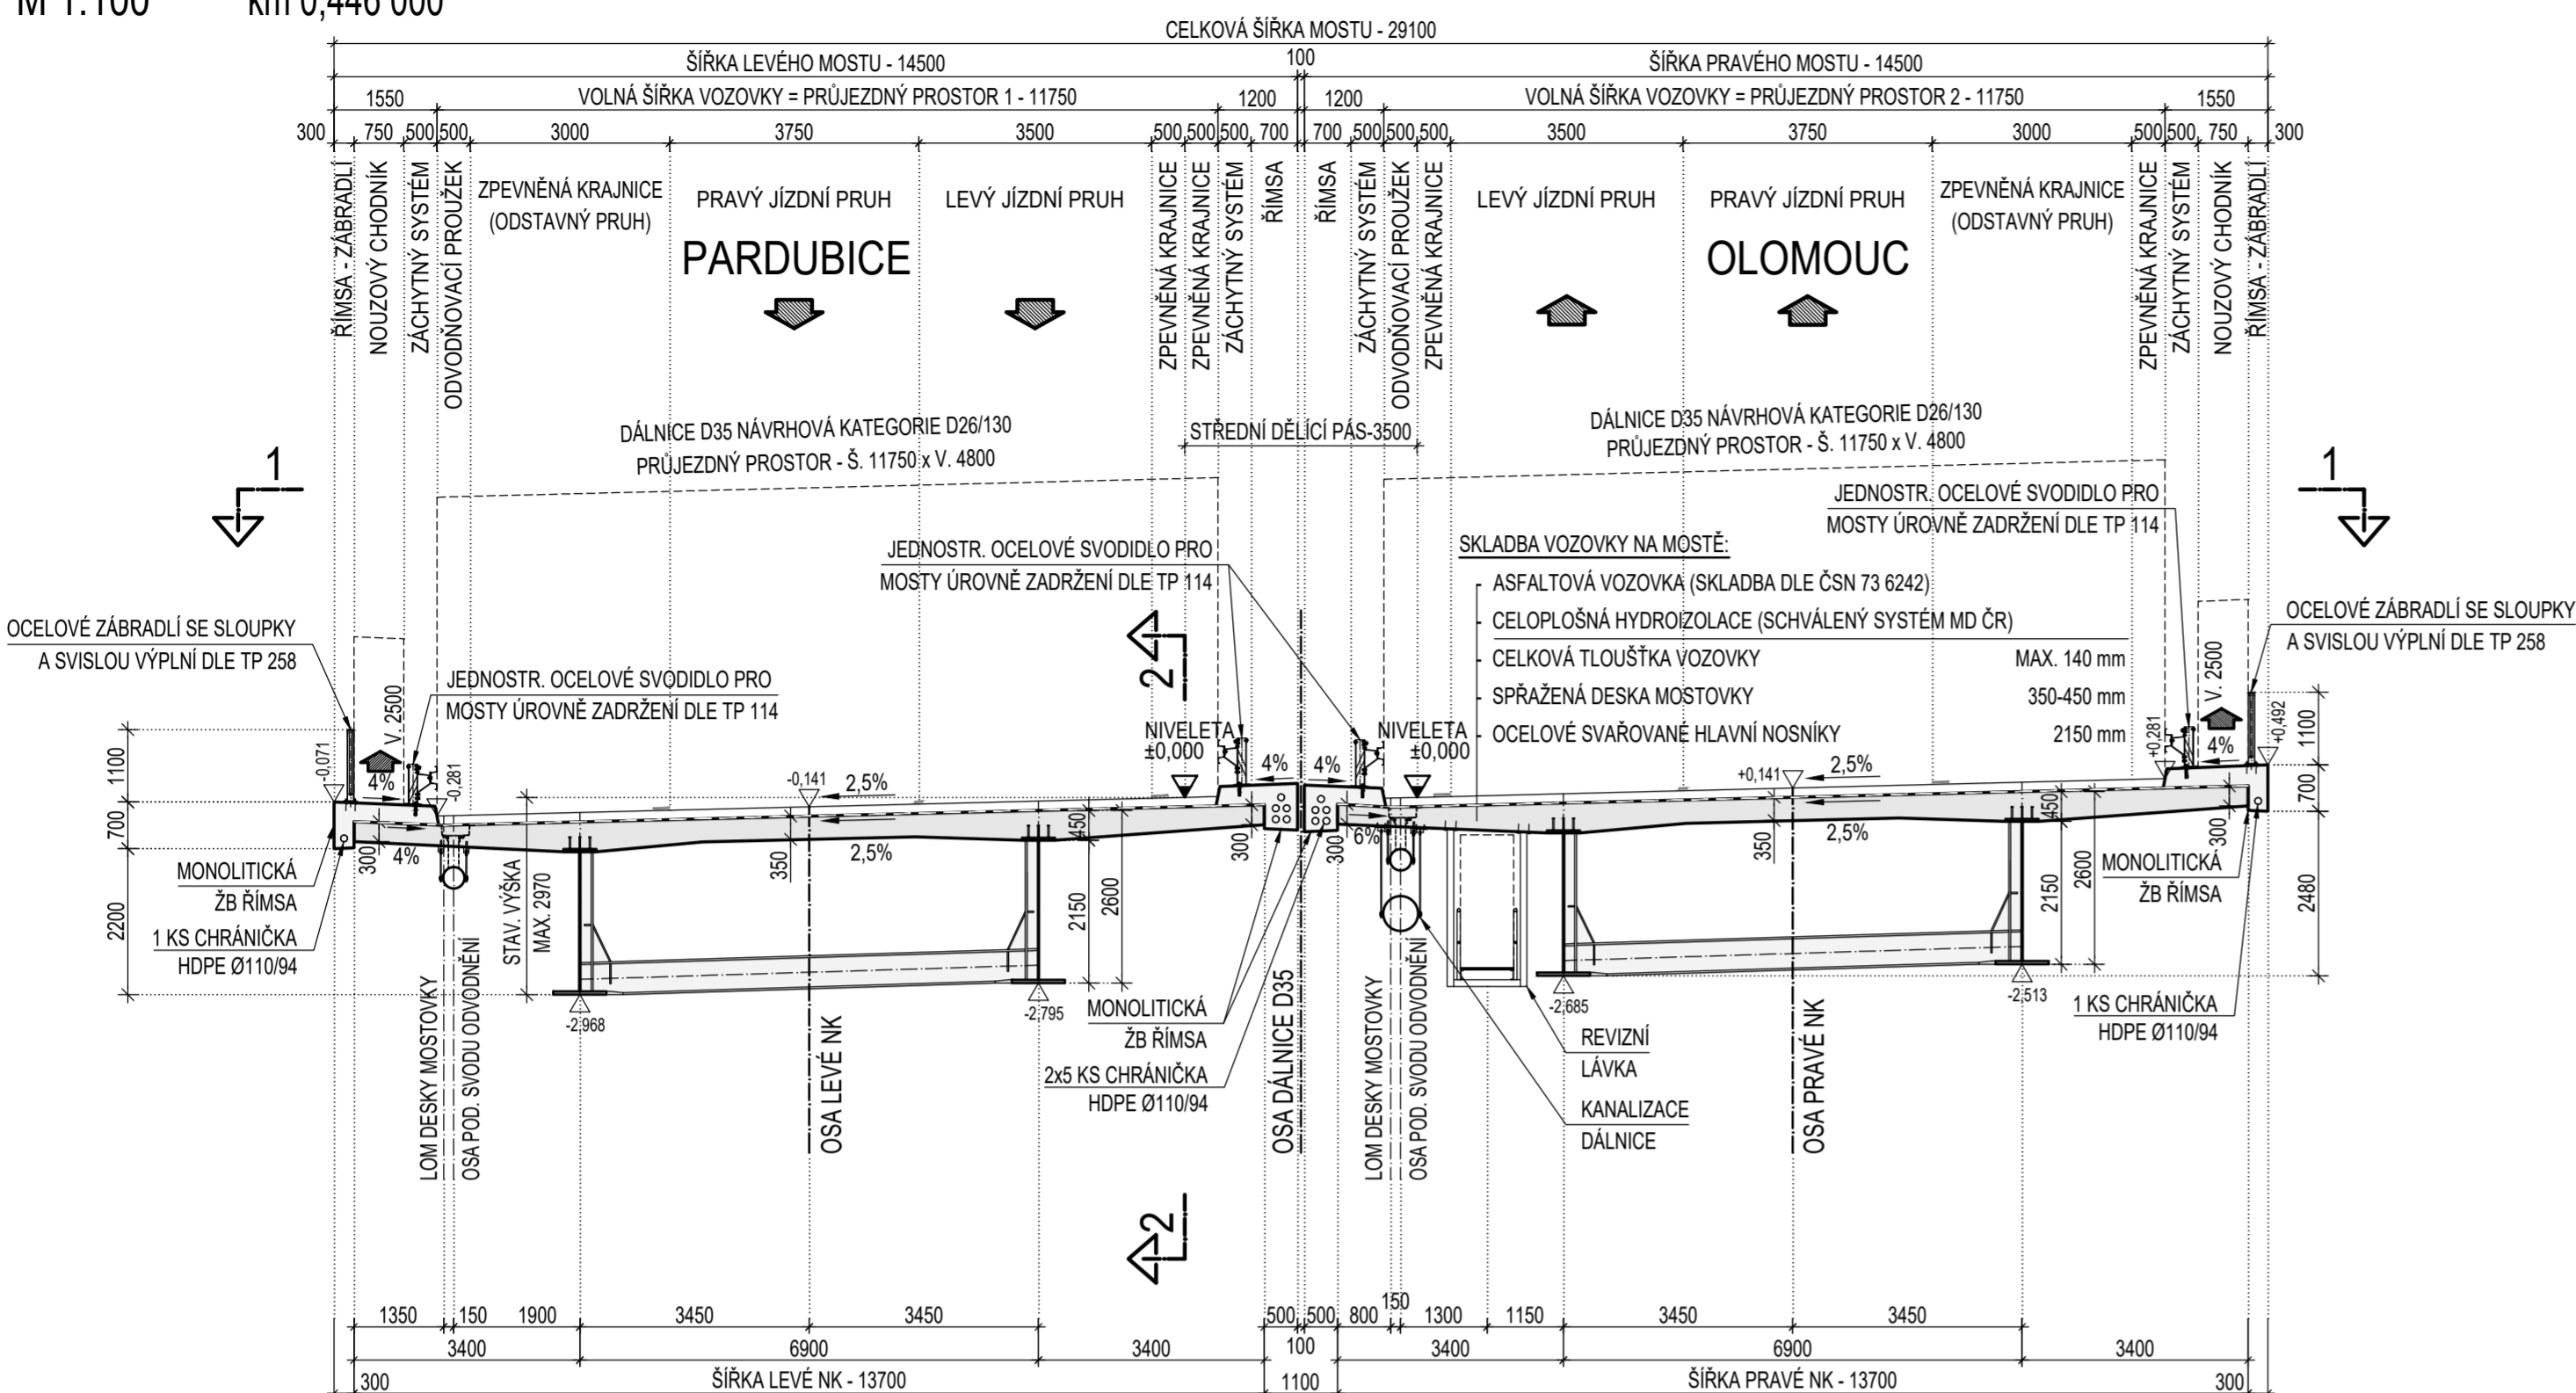 M 1:100 km 0,446 000
CELKOVÁ ŠÍŘKA MOSTU - 29100
ŠÍŘKA LEVÉHO MOSTU - 14500 100 ŠÍŘKA PRAVÉHO MOSTU - 14500
1550 VOLNÁ ŠÍŘKA VOZOVKY = PRŮJEZDNÝ PROSTOR 1 - 11750 1200 1200 VOLNÁ ŠÍŘKA VOZOVKY = PRŮJEZDNÝ PROSTOR 2 - 11750 1550
300 750 500 500 3000 3750 3500 500 500 500 700 700 500 500 500 3500 3750 3000 500 500 750 300
ŘÍMSA - ZÁBRADLÍ
NOUZOVÝ CHODNÍK
ZÁCHYTNÝ SYSTÉM
ODVODŇOVACÍ PROUŽEK
ZPEVNĚNÁ KRAJNICE
(ODSTAVNÝ PRUH)
PRAVÝ JÍZDNÍ PRUH
LEVÝ JÍZDNÍ PRUH
PARDUBICE
ZPEVNĚNÁ KRAJNICE
ZPEVNĚNÁ KRAJNICE
ZÁCHYTNÝ SYSTÉM
ŘÍMSA
ŘÍMSA
ZÁCHYTNÝ SYSTÉM
ODVODŇOVACÍ PROUŽEK
ZPEVNĚNÁ KRAJNICE
LEVÝ JÍZDNÍ PRUH
PRAVÝ JÍZDNÍ PRUH
OLOMOUC
ZPEVNĚNÁ KRAJNICE
(ODSTAVNÝ PRUH)
ZPEVNĚNÁ KRAJNICE
ZÁCHYTNÝ SYSTÉM
NOUZOVÝ CHODNÍK
ŘÍMSA - ZÁBRADLÍ
DÁLNICE D35 NÁVRHOVÁ KATEGORIE D26/130
PRŮJEZDNÝ PROSTOR - Š. 11750 x V. 4800
STŘEDNÍ DĚLÍCÍ PÁS-3500
DÁLNICE D35 NÁVRHOVÁ KATEGORIE D26/130
PRŮJEZDNÝ PROSTOR - Š. 11750 x V. 4800
1
1
JEDNOSTR. OCELOVÉ SVODIDLO PRO
MOSTY ÚROVNĚ ZADRŽENÍ DLE TP 114
JEDNOSTR. OCELOVÉ SVODIDLO PRO
MOSTY ÚROVNĚ ZADRŽENÍ DLE TP 114
SKLADBA VOZOVKY NA MOSTĚ:
ASFALTOVÁ VOZOVKA (SKLADBA DLE ČSN 73 6242)
CELOPLOŠNÁ HYDROIZOLACE (SCHVÁLENÝ SYSTÉM MD ČR)
CELKOVÁ TLOUŠŤKA VOZOVKY MAX. 140 mm
SPŘAŽENÁ DESKA MOSTOVKY 350-450 mm
OCELOVÉ SVAŘOVANÉ HLAVNÍ NOSNÍKY 2150 mm
OCELOVÉ ZÁBRADLÍ SE SLOUPKY
A SVISLOU VÝPLNÍ DLE TP 258
OCELOVÉ ZÁBRADLÍ SE SLOUPKY
A SVISLOU VÝPLNÍ DLE TP 258
JEDNOSTR. OCELOVÉ SVODIDLO PRO
MOSTY ÚROVNĚ ZADRŽENÍ DLE TP 114
V. 2500
V. 2500
2
NIVELETA
±0,000
NIVELETA
±0,000
1100
700
2200
-0,071
4%
-0,281
4%
300
-0,141
2,5%
2,5%
350
450
4%
4%
300
300
6%
+0,141
2,5%
2,5%
350
450
+0,281
4%
+0,492
300
1100
700
2480
STAV. VÝŠKA
MAX. 2970
2150
2600
2150
2600
MONOLITICKÁ
ŽB ŘÍMSA
1 KS CHRÁNIČKA
HDPE Ø110/94
MONOLITICKÁ
ŽB ŘÍMSA
1 KS CHRÁNIČKA
HDPE Ø110/94
-2,968
-2,795
-2,685
-2,513
MONOLITICKÁ
ŽB ŘÍMSA
2x5 KS CHRÁNIČKA
HDPE Ø110/94
REVIZNÍ
LÁVKA
KANALIZACE
DÁLNICE
LOM DESKY MOSTOVKY
OSA POD. SVODU ODVODNĚNÍ
OSA LEVÉ NK
OSA DÁLNICE D35
LOM DESKY MOSTOVKY
OSA POD. SVODU ODVODNĚNÍ
OSA PRAVÉ NK
2
1350 150 1900 3450 3450 500 500 800 150 1300 1150 3450 3450
3400 6900 3400 100 3400 6900 3400
300 ŠÍŘKA LEVÉ NK - 13700 1100 ŠÍŘKA PRAVÉ NK - 13700 300